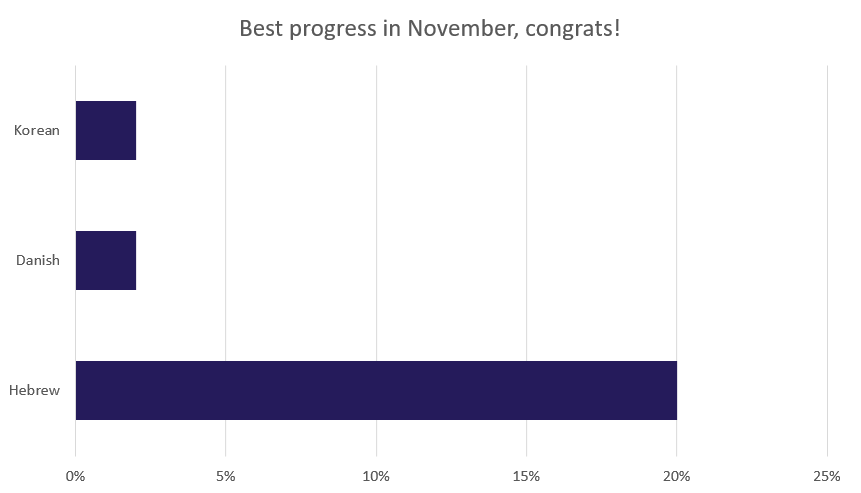 Best progress in November, congrats!
Korean
Danish
Hebrew
0% 5% 10% 15% 20% 25%